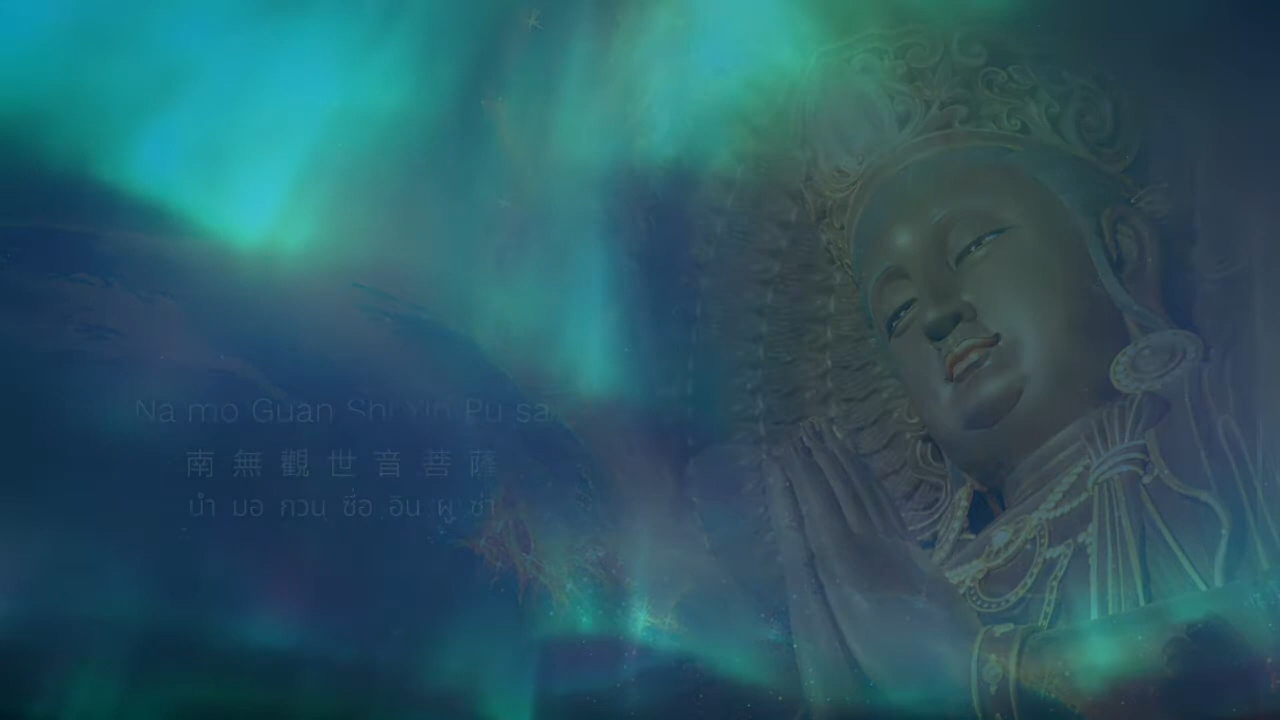 Na mo Guan Shi Yin Pu sa
南無觀世音菩薩
นำ มอ กวน ซื่อ อิน ผู ซ่า